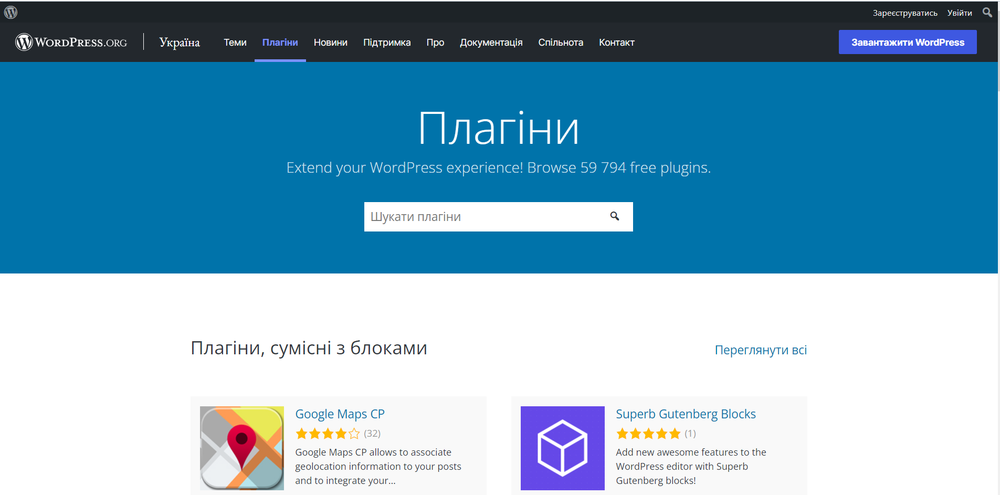 Зареєструватись Увійти
WORDPRESS.ORG Україна Теми Плагіни Новини Підтримка Про Документація Спільнота Контакт Завантажити WordPress
Плагіни
Extend your WordPress experience! Browse 59 794 free plugins.
Шукати плагіни
Плагіни, сумісні з блоками Переглянути всі
Google Maps CP
(32)
Google Maps CP allows to associate
geolocation information to your posts
and to integrate your...
Superb Gutenberg Blocks
(1)
Add new awesome features to the
WordPress editor with Superb
Gutenberg blocks!